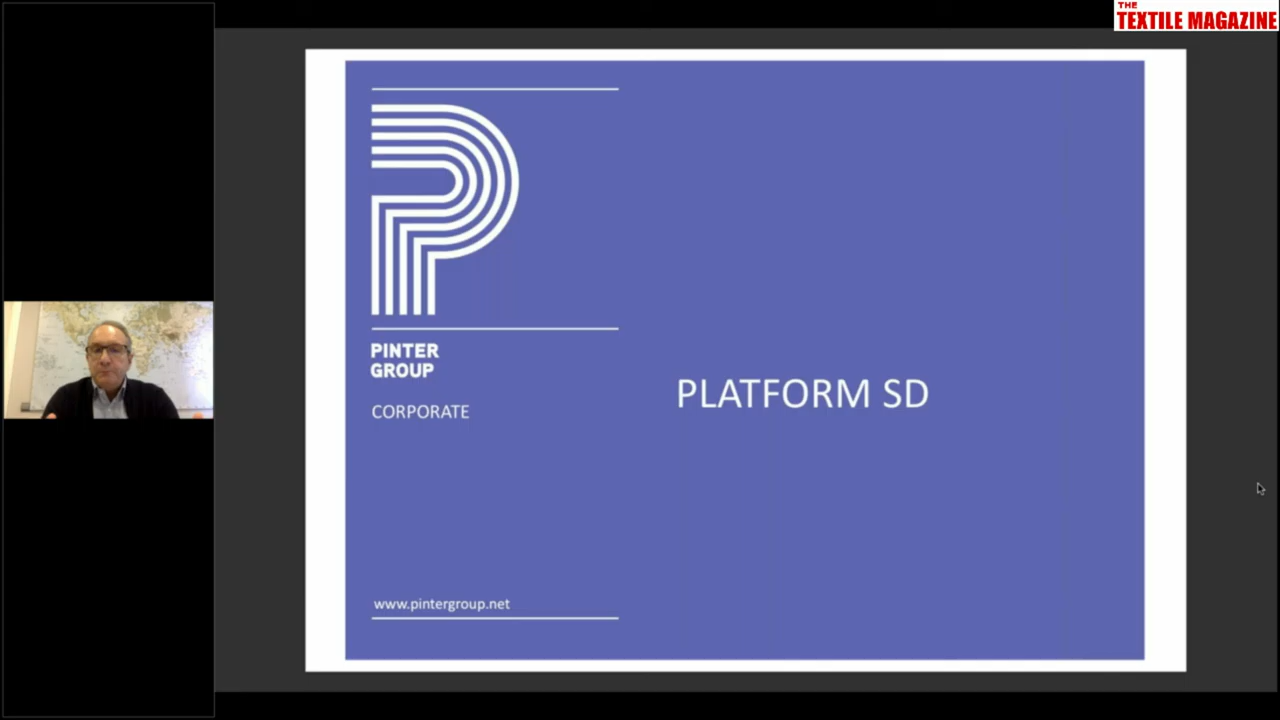 THE
TEXTILE MAGAZINE
PINTER
GROUP
CORPORATE
PLATFORM SD
www.pintergroup.net